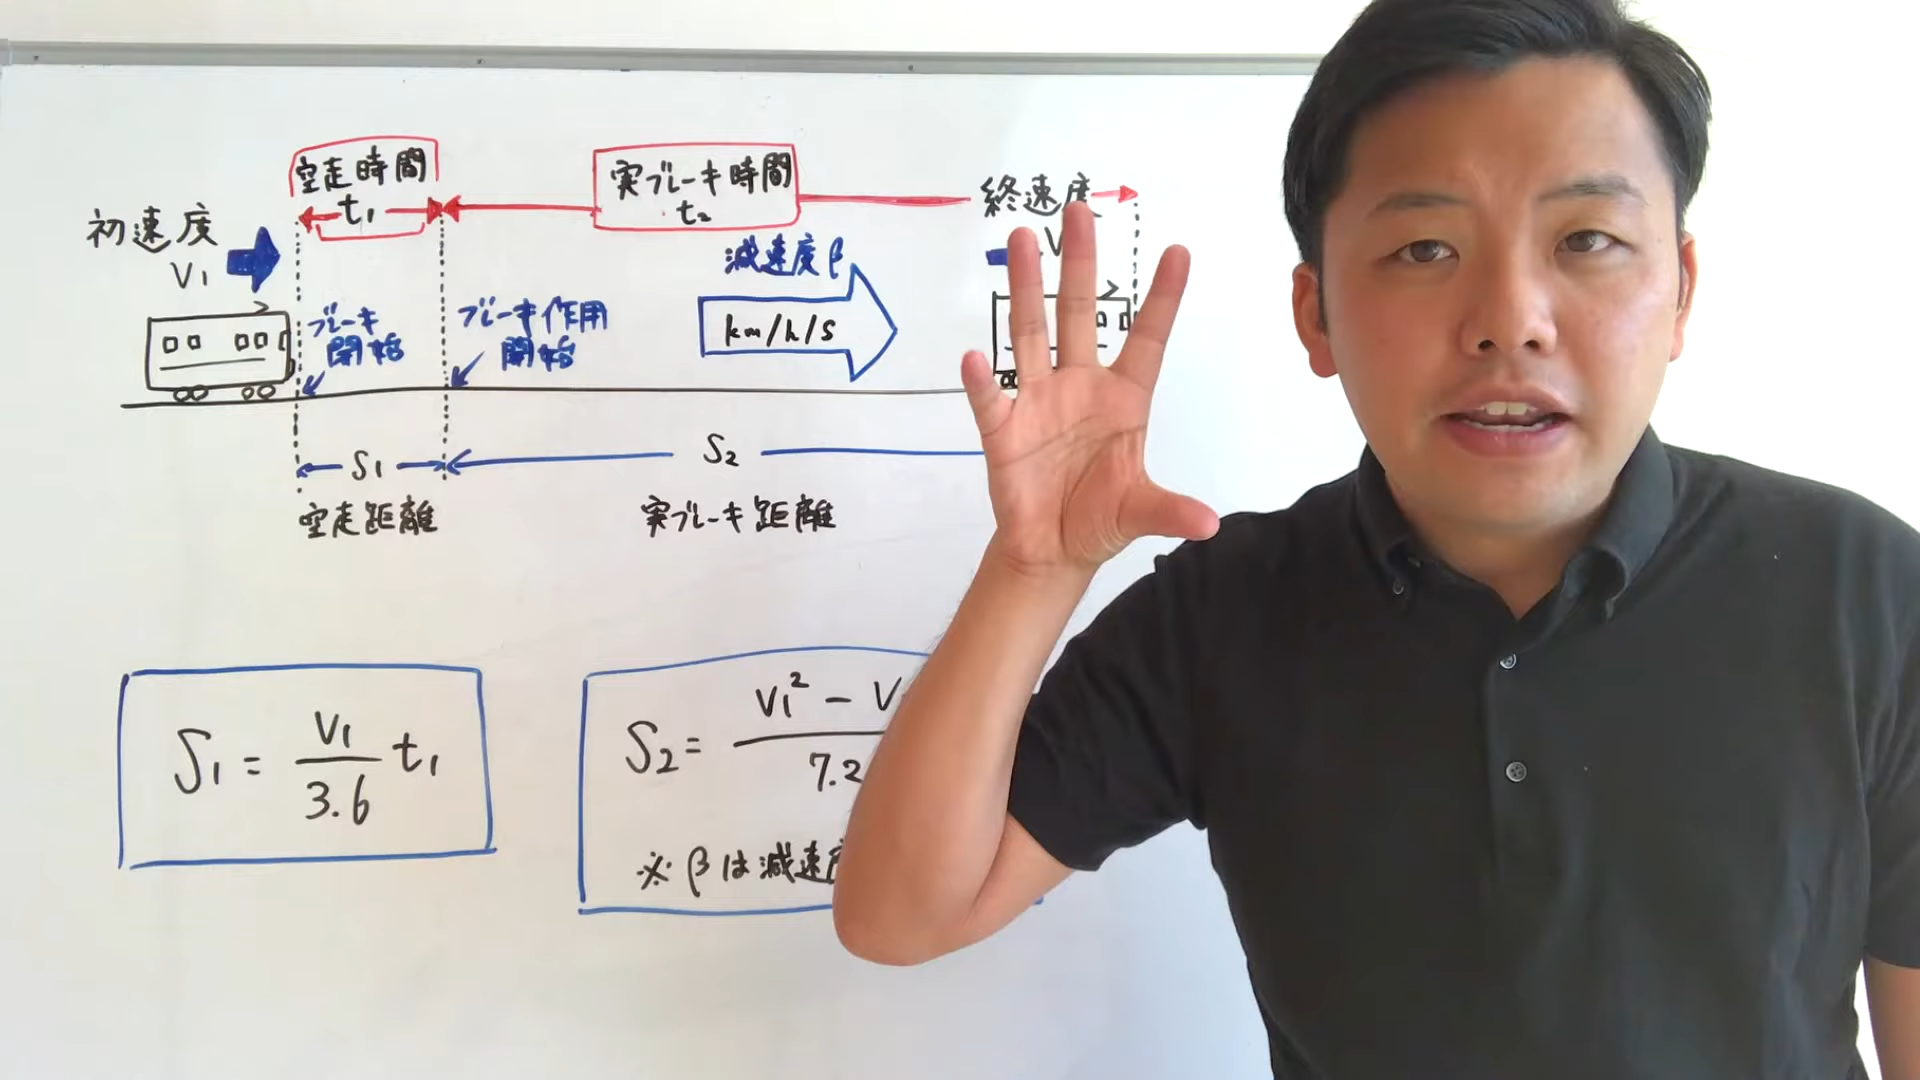 空走時間
t₁
実ブレーキ時間
t₂
初速度
V₁
終速度
V
減速度β
km/h/s
ブレーキ
開始
ブレーキ作用
開始
S₁
S₂
空走距離
実ブレーキ距離
S₁ = V₁/3.6 t₁
S₂ = V₁² − V
7.2
※ βは減速度